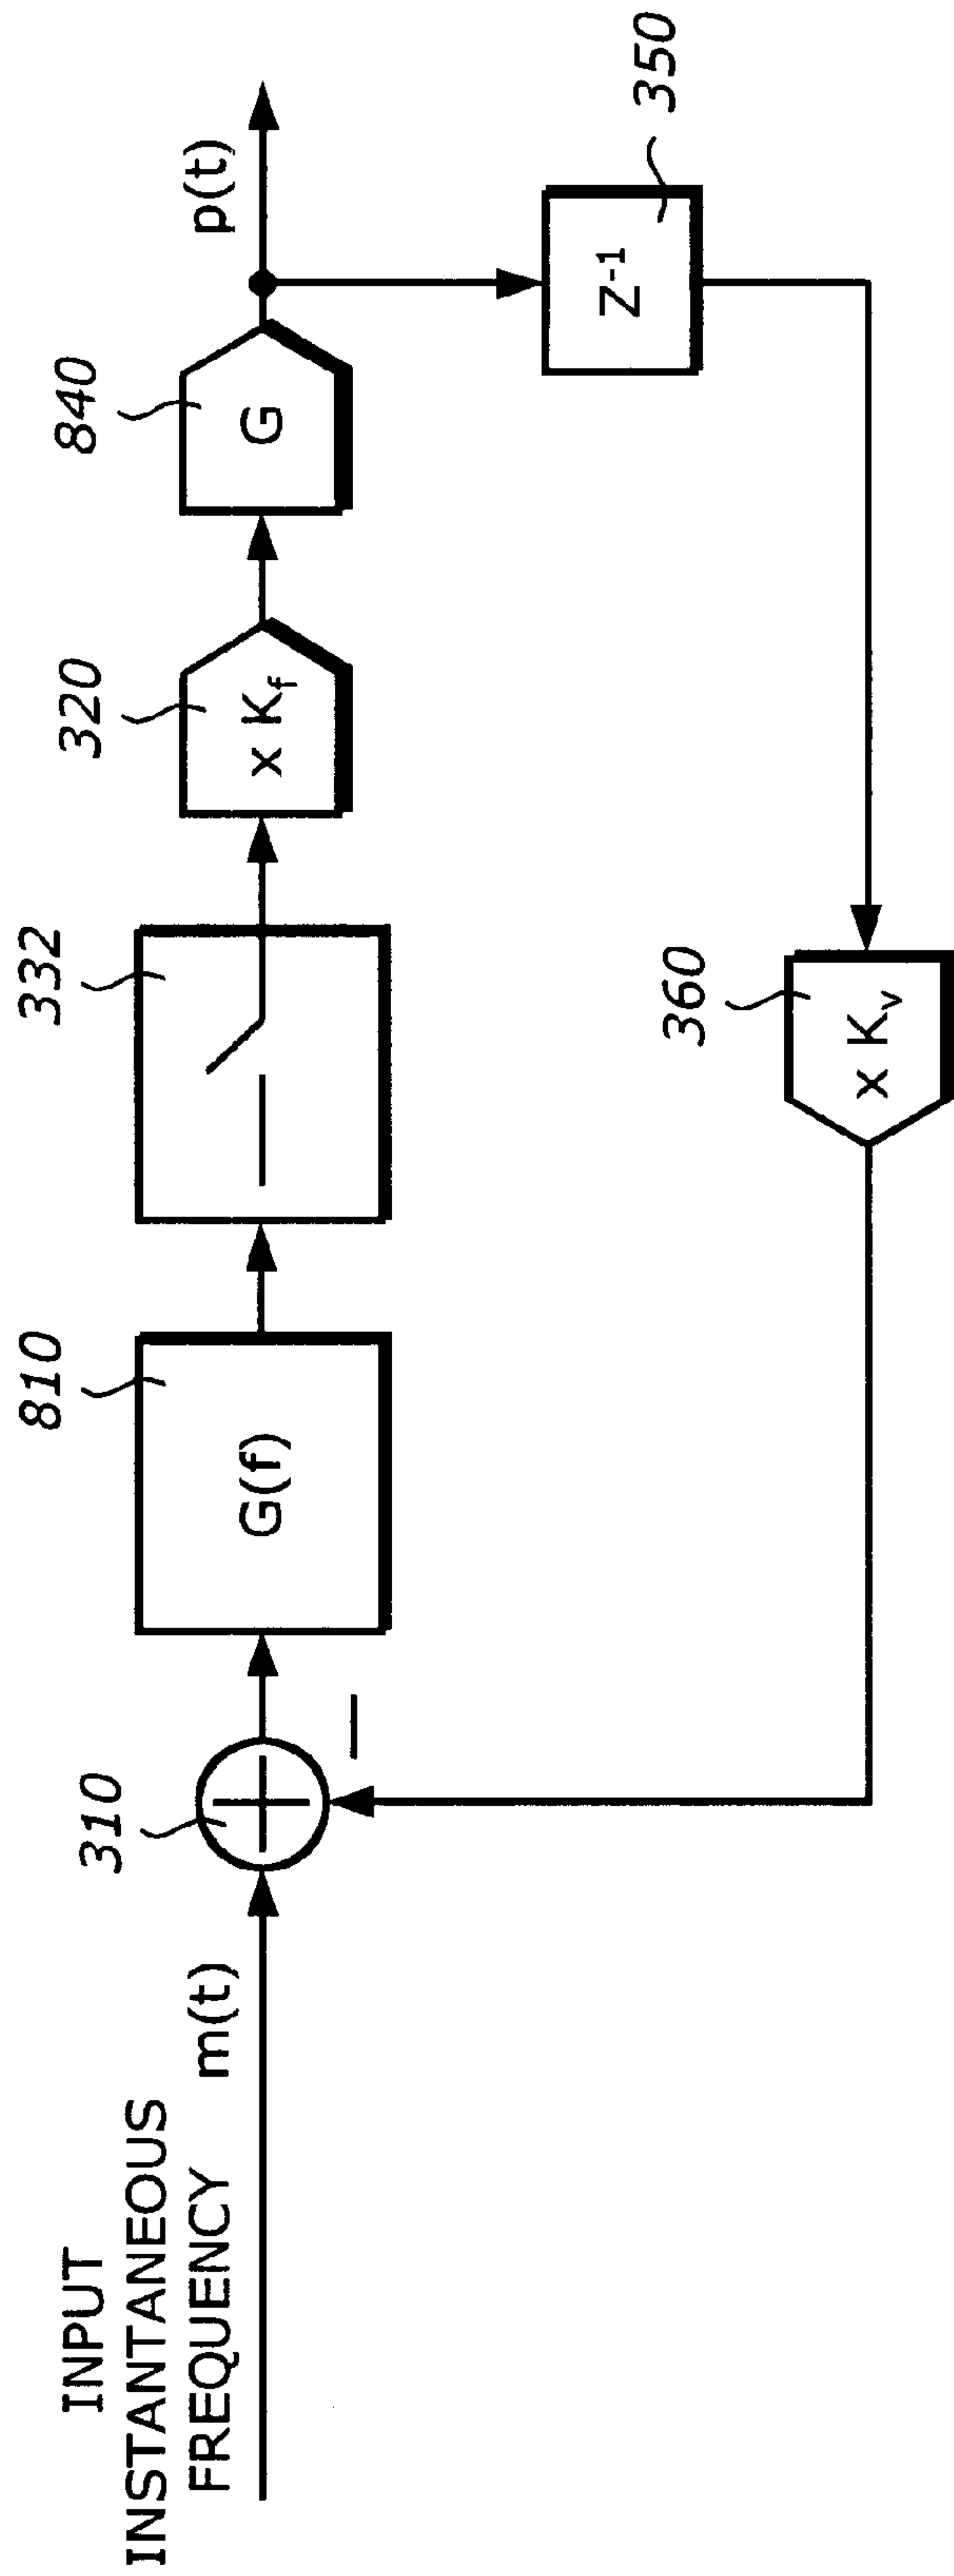 INPUT
INSTANTANEOUS
FREQUENCY
m(t)
310
810
G(f)
332
320
x K_f
840
G
p(t)
350
Z⁻¹
360
x K_v